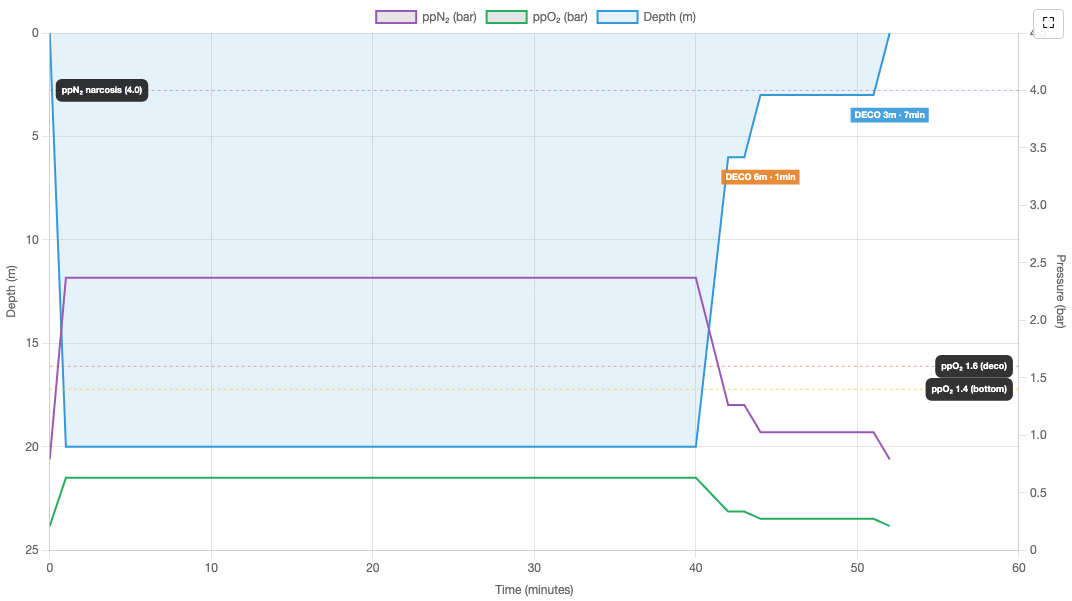 ppN₂ (bar) ppO₂ (bar) Depth (m)
0
5
10
15
20
25
Depth (m)
ppN₂ narcosis (4.0)
DECO 3m · 7min
DECO 6m · 1min
ppO₂ 1.6 (deco)
ppO₂ 1.4 (bottom)
4.0
3.5
3.0
2.5
2.0
1.5
1.0
0.5
0
Pressure (bar)
0 10 20 30 40 50 60
Time (minutes)